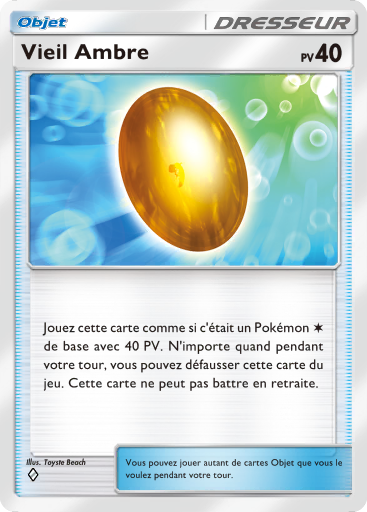 Objet
DRESSEUR
Vieil Ambre
PV 40
Jouez cette carte comme si c'était un Pokémon
de base avec 40 PV. N'importe quand pendant
votre tour, vous pouvez défausser cette carte du
jeu. Cette carte ne peut pas battre en retraite.
Illus. Toyste Beach
Vous pouvez jouer autant de cartes Objet que vous le
voulez pendant votre tour.